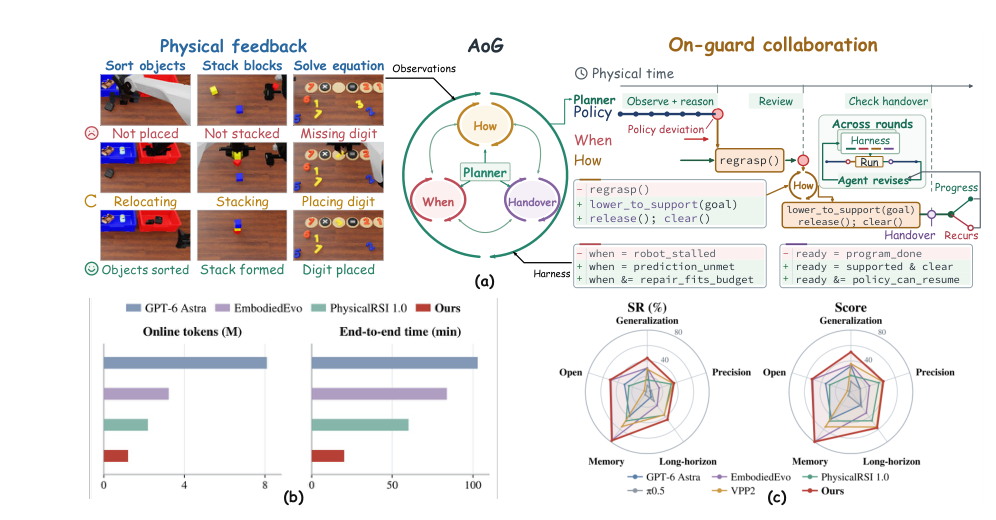 Physical feedback
AoG
On-guard collaboration
Sort objects
Stack blocks
Solve equation
Not placed
Not stacked
Missing digit
Relocating
Stacking
Placing digit
Objects sorted
Stack formed
Digit placed
Observations
How
Planner
When
Handover
Harness
(a)
Physical time
Planner
Policy
Observe + reason
Review
Check handover
Policy deviation
When
How
regrasp()
How
Across rounds
Harness
Run
Agent revises
Progress
Recurs
Handover
lower_to_support(goal)
release(); clear()
- regrasp()
+ lower_to_support(goal)
+ release(); clear()
- when = robot_stalled
+ when = prediction_unmet
+ when &= repair_fits_budget
- ready = program_done
+ ready = supported & clear
+ ready &= policy_can_resume
GPT-6 Astra
EmbodiedEvo
PhysicalRSI 1.0
Ours
Online tokens (M)
End-to-end time (min)
0 4 8
0 50 100
(b)
SR (%)
Generalization
80
40
Open
Precision
Memory
Long-horizon
Score
Generalization
80
40
Open
Precision
Memory
Long-horizon
GPT-6 Astra
EmbodiedEvo
PhysicalRSI 1.0
π0.5
VPP2
Ours
(c)